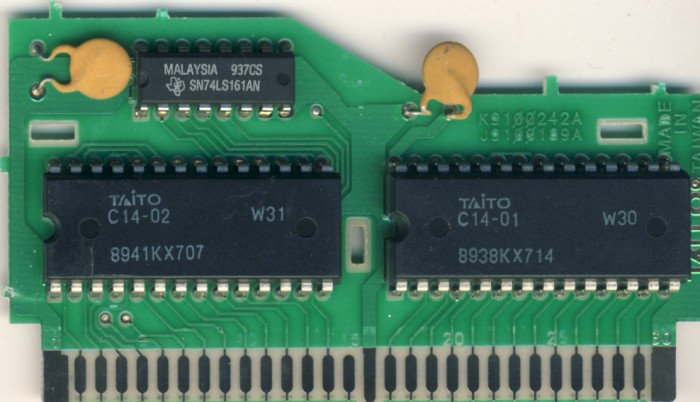 MALAYSIA 937CS
SN74LS161AN
K9100242A
J9100189A
MADE
IN
TAITO
C14-02 W31
8941KX707
TAITO
C14-01 W30
8938KX714
15
20
25
30